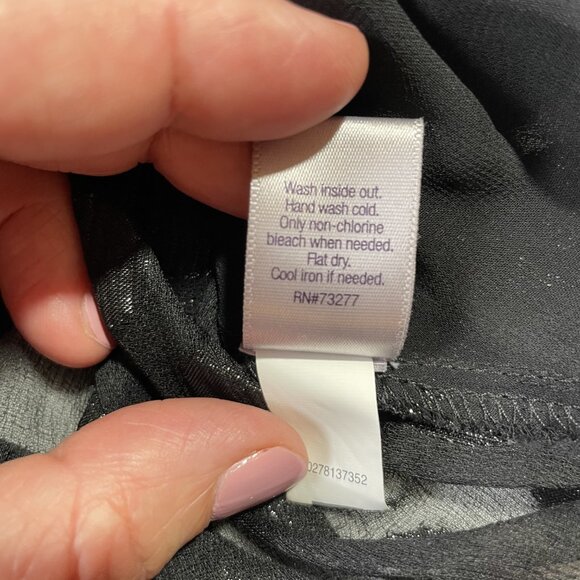 Wash inside out.
Hand wash cold.
Only non-chlorine
bleach when needed.
Flat dry.
Cool iron if needed.
RN#73277
0278137352